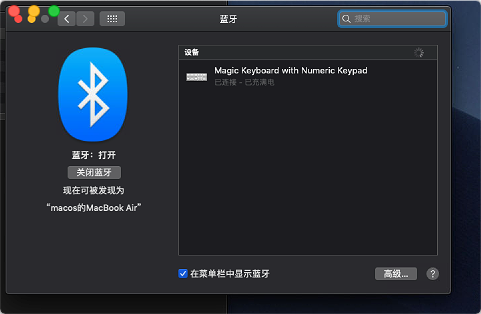 蓝牙
搜索
设备
Magic Keyboard with Numeric Keypad
已连接 - 已充满电
蓝牙：打开
关闭蓝牙
现在可被发现为
“macos的MacBook Air”
在菜单栏中显示蓝牙
高级...
?